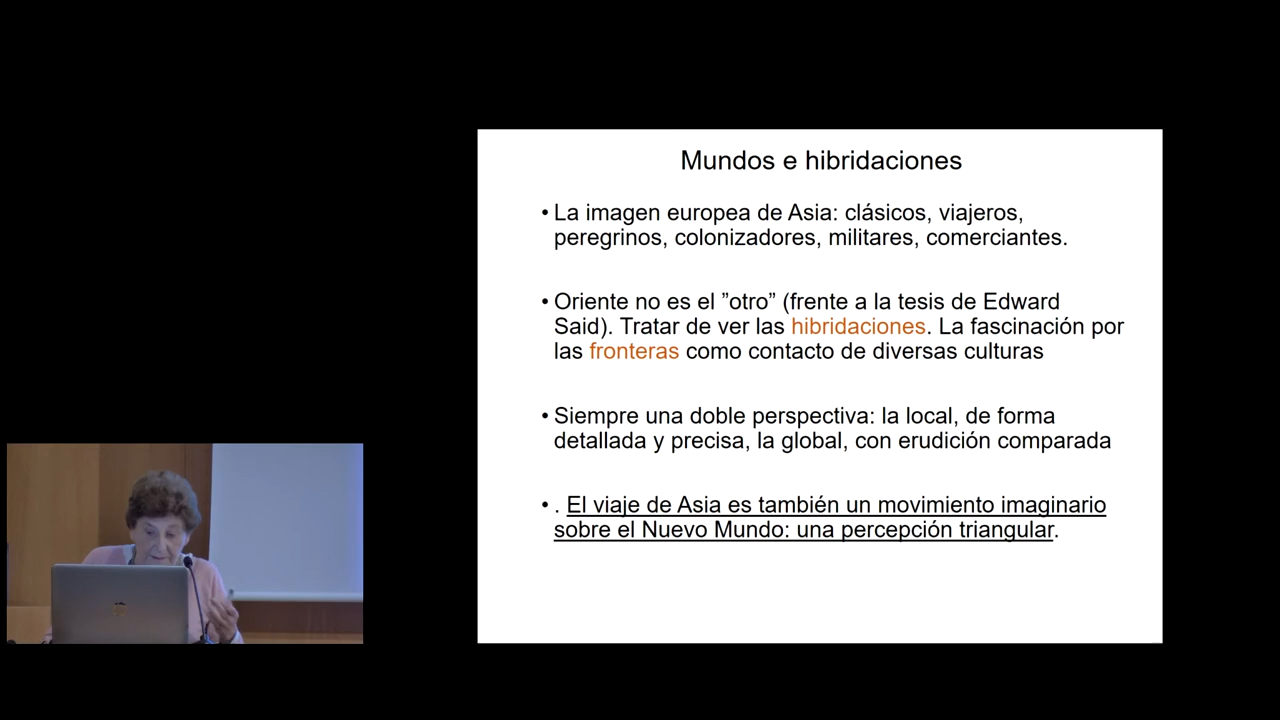 Mundos e hibridaciones
• La imagen europea de Asia: clásicos, viajeros,
peregrinos, colonizadores, militares, comerciantes.
• Oriente no es el ”otro” (frente a la tesis de Edward
Said). Tratar de ver las hibridaciones. La fascinación por
las fronteras como contacto de diversas culturas
• Siempre una doble perspectiva: la local, de forma
detallada y precisa, la global, con erudición comparada
• . El viaje de Asia es también un movimiento imaginario
sobre el Nuevo Mundo: una percepción triangular.